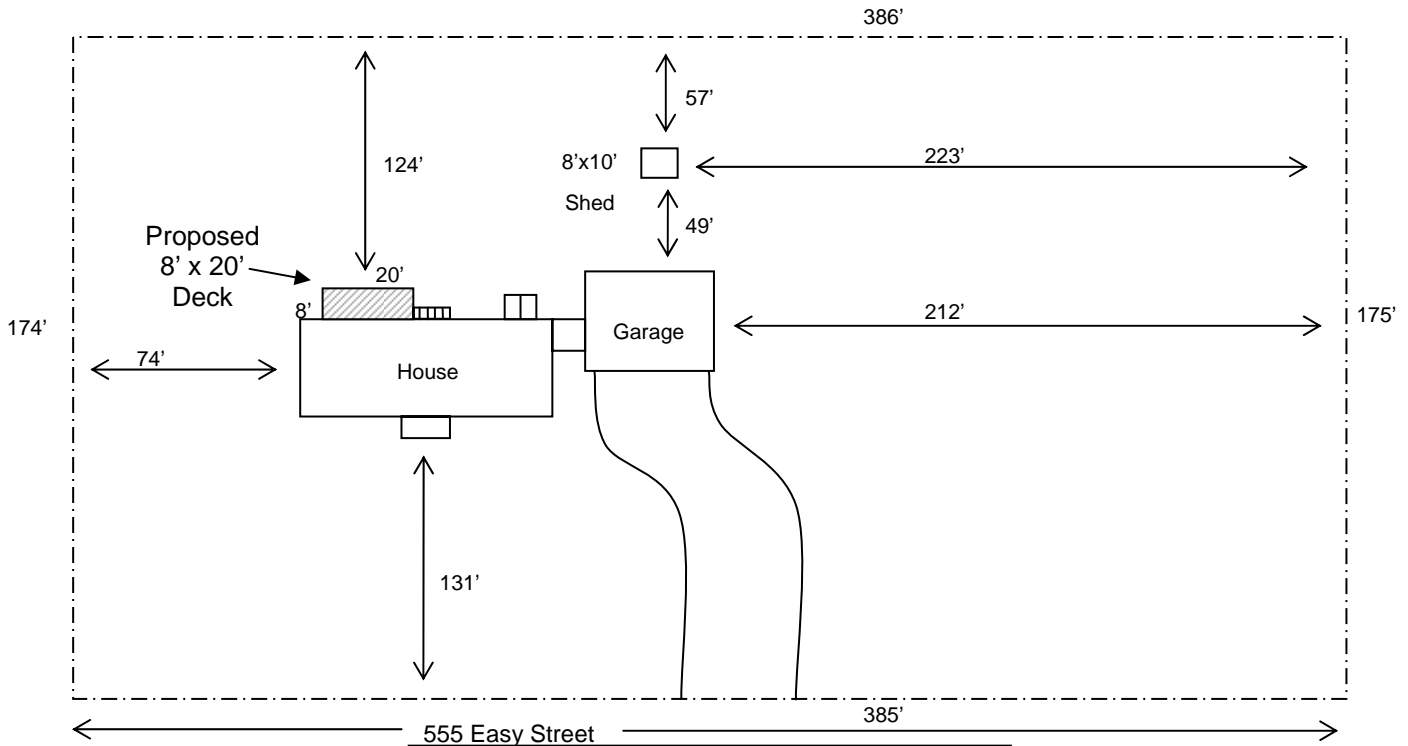 386’
57’
124’
8’x10’
223’
Shed
49’
Proposed
8’ x 20’
Deck
20’
8’
174’
Garage
212’
175’
74’
House
131’
385’
555 Easy Street